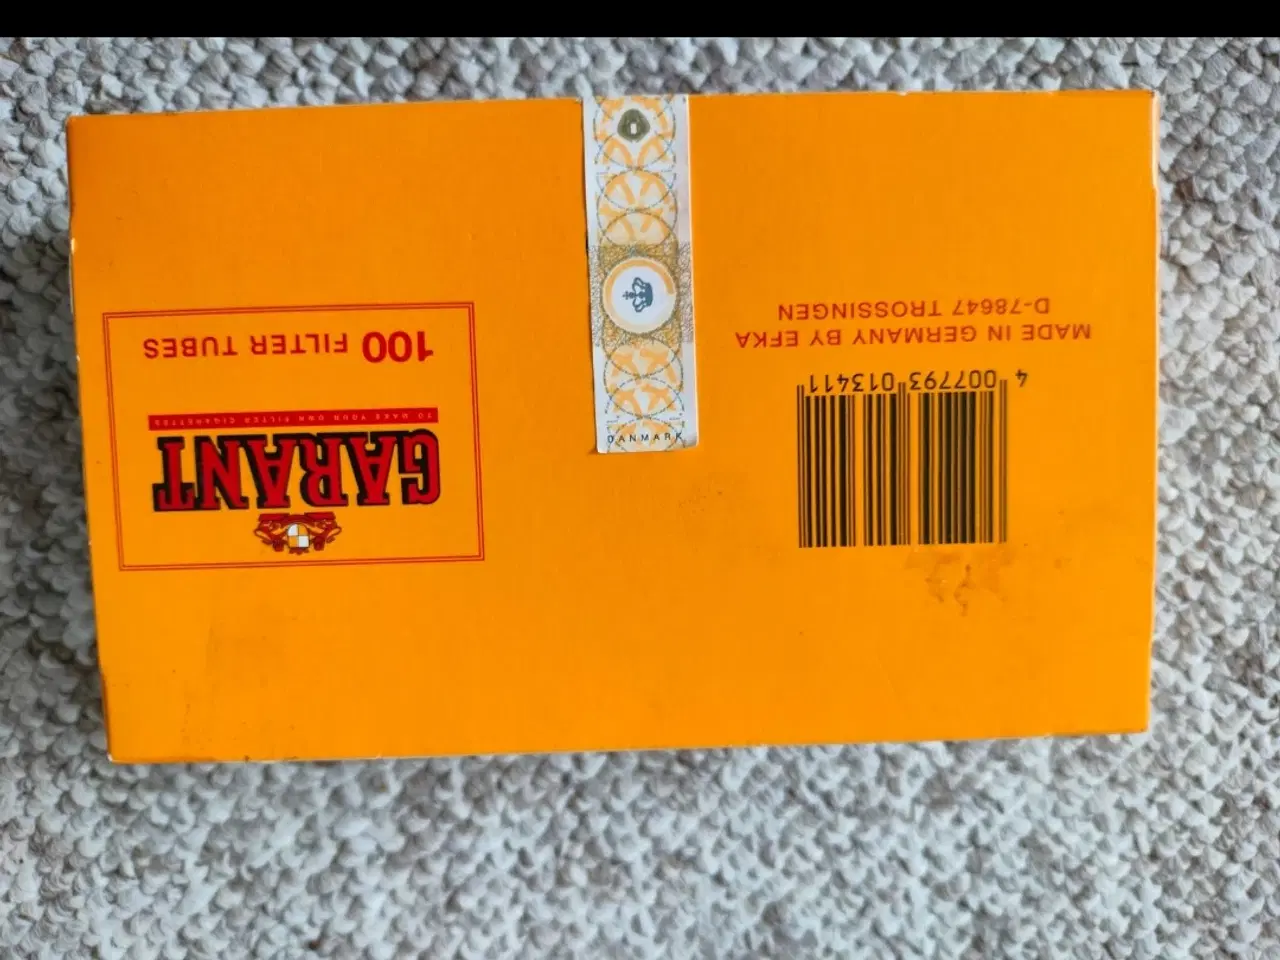 GARANT
TO MAKE YOUR OWN FILTER CIGARETTES
100 FILTER TUBES
4 007793 013411
MADE IN GERMANY BY EFKA
D-78647 TROSSINGEN
DANMARK